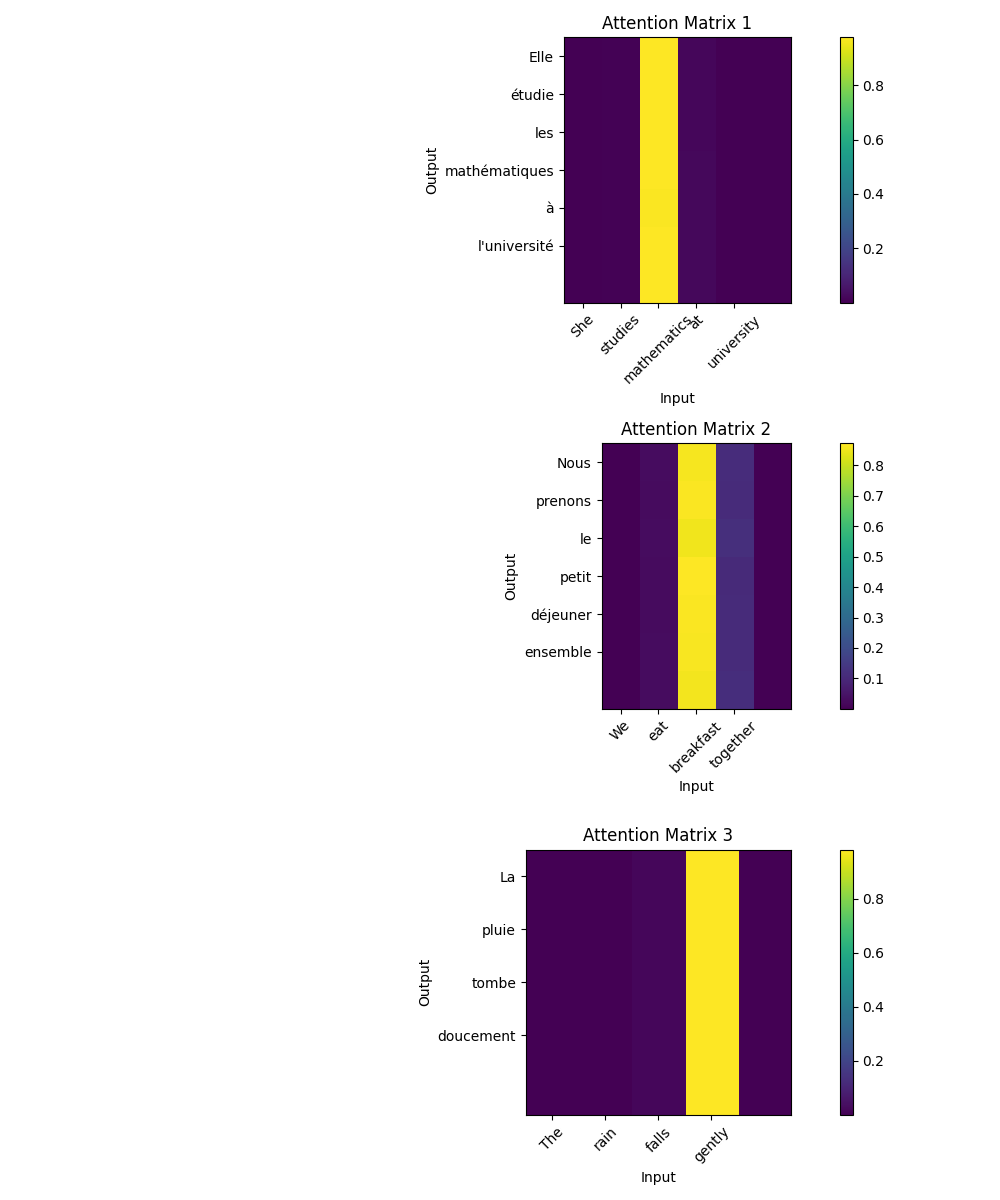 Attention Matrix 1
Output
Elle
étudie
les
mathématiques
à
l'université
0.8
0.6
0.4
0.2
She
studies
mathematics
at
university
Input
Attention Matrix 2
Output
Nous
prenons
le
petit
déjeuner
ensemble
0.8
0.7
0.6
0.5
0.4
0.3
0.2
0.1
We
eat
breakfast
together
Input
Attention Matrix 3
Output
La
pluie
tombe
doucement
0.8
0.6
0.4
0.2
The
rain
falls
gently
Input